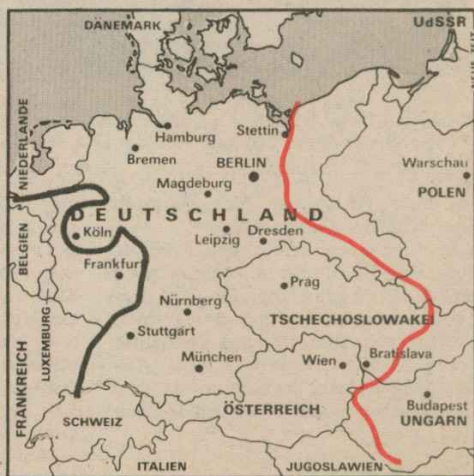 DÄNEMARK
UdSSR
Hamburg
Stettin
Bremen
BERLIN
NIEDERLANDE
Warschau
POLEN
Magdeburg
DEUTSCHLAND
Köln
Leipzig
Dresden
BELGIEN
Frankfurt
Prag
Nürnberg
TSCHECHOSLOWAKEI
LUXEMBURG
Stuttgart
FRANKREICH
München
Wien
Bratislava
ÖSTERREICH
Budapest
UNGARN
SCHWEIZ
ITALIEN
JUGOSLAWIEN